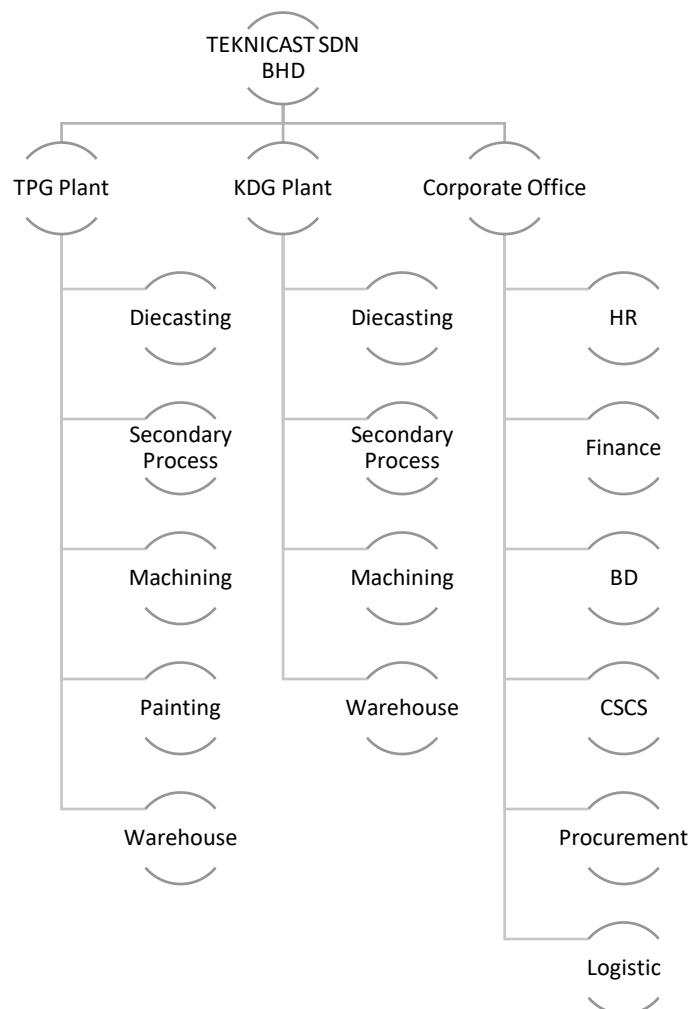 TEKNICAST SDN
BHD
TPG Plant
KDG Plant
Corporate Office
Diecasting
Diecasting
HR
Secondary
Process
Secondary
Process
Finance
Machining
Machining
BD
Painting
Warehouse
CSCS
Warehouse
Procurement
Logistic